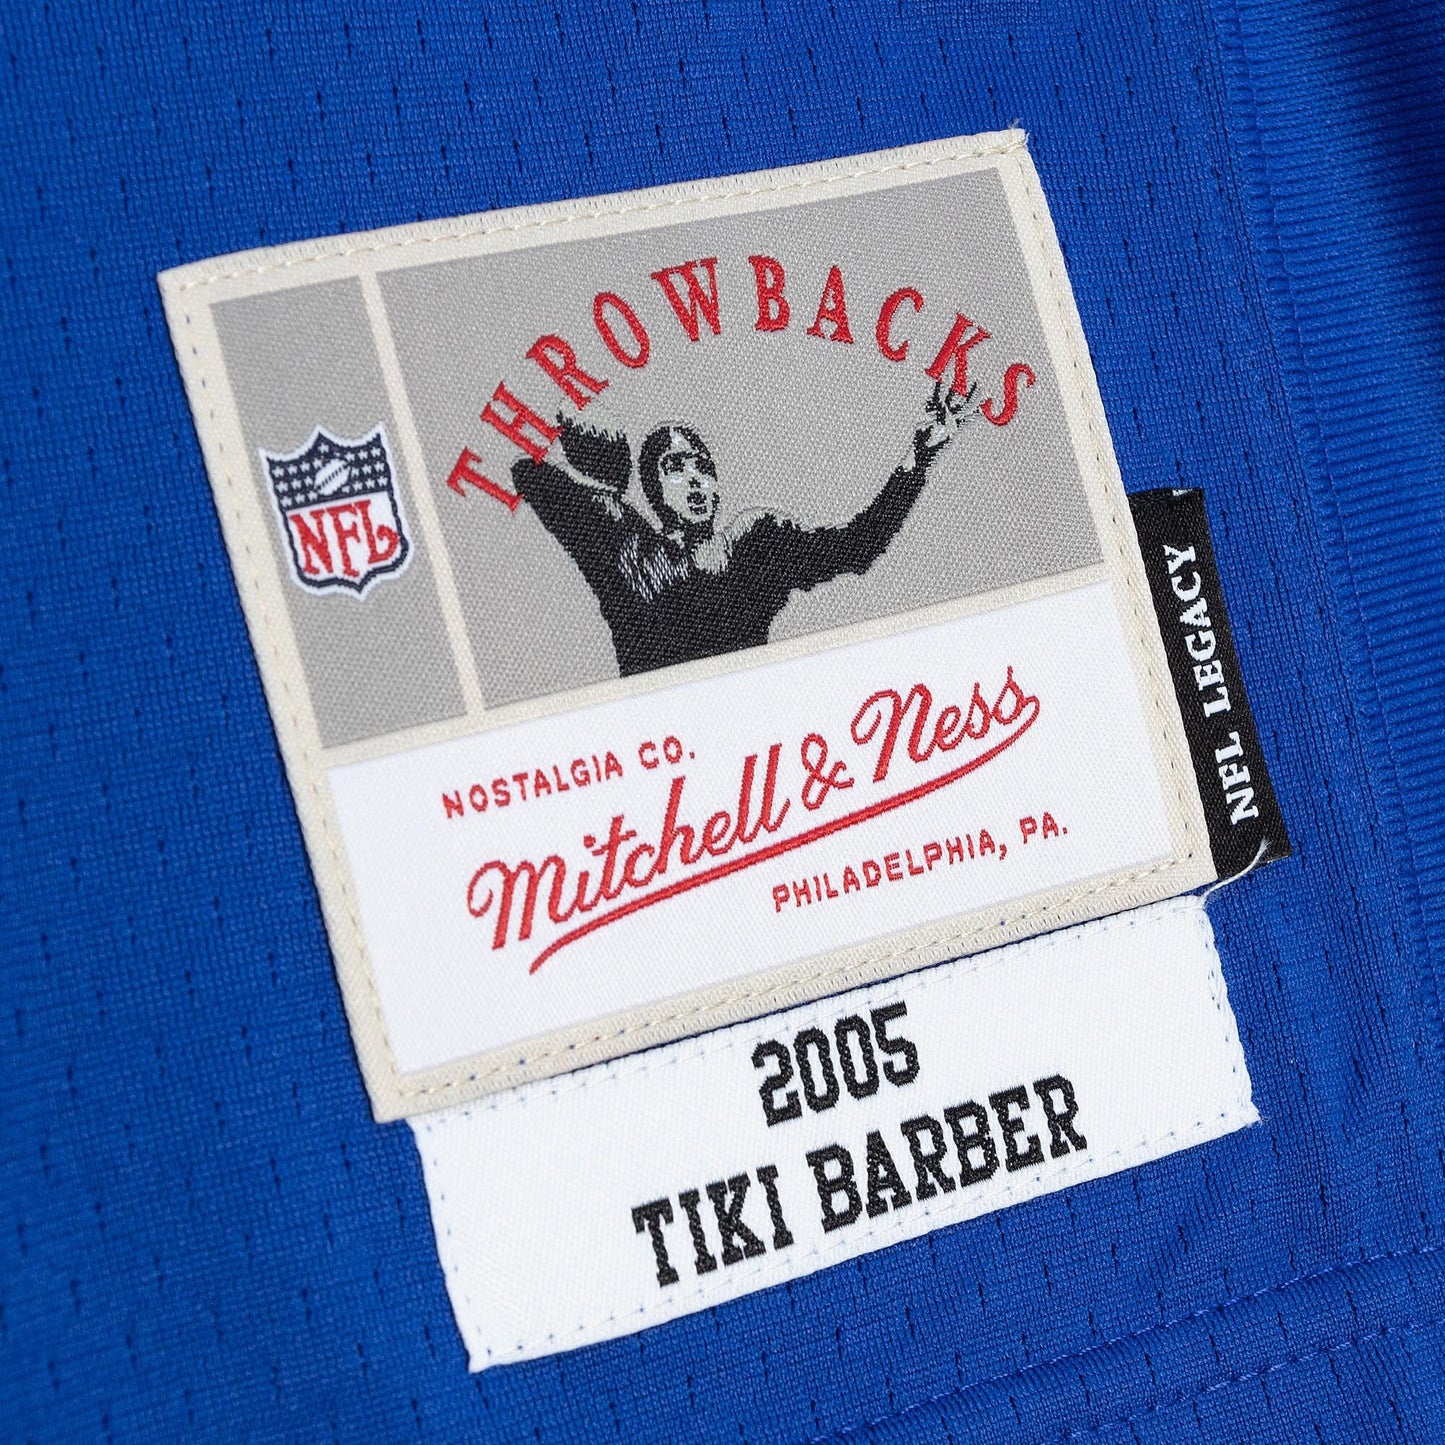 THROWBACKS
NFL
NOSTALGIA CO.
Mitchell & Ness
PHILADELPHIA, PA.
NFL LEGACY
2005
TIKI BARBER